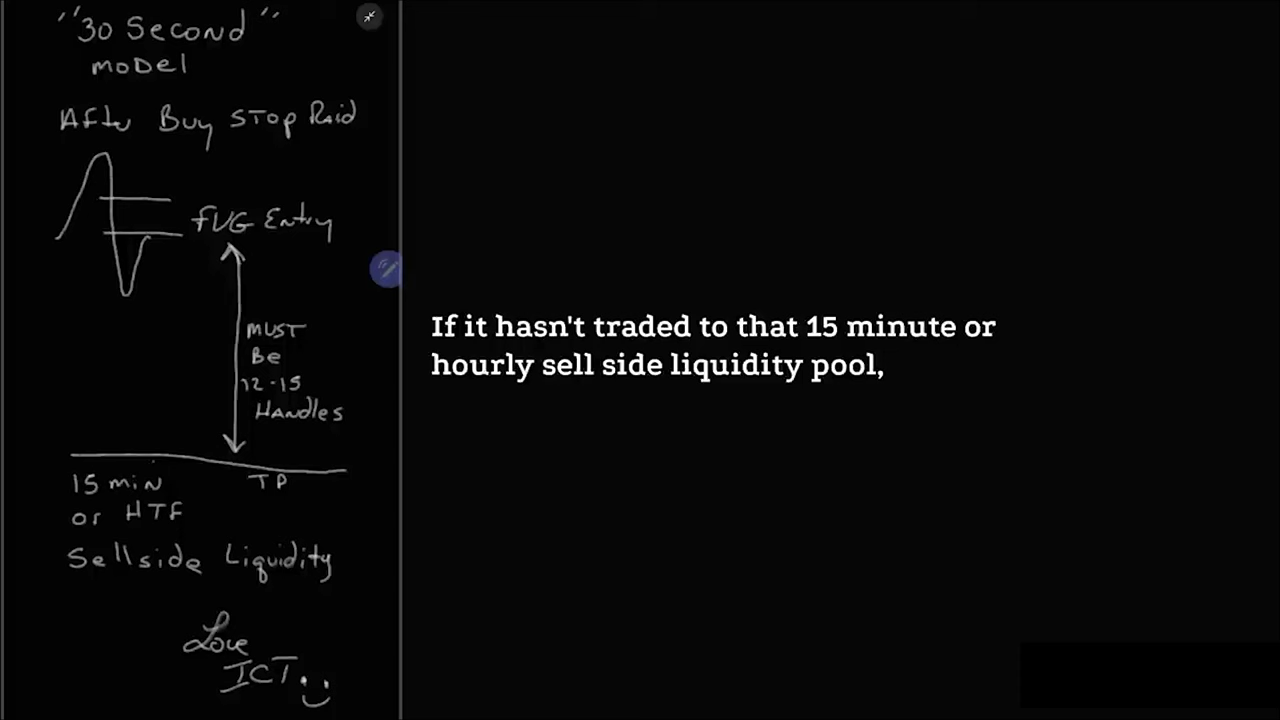 "30 Second"
model
After Buy Stop Raid
FVG Entry
MUST
Be
12-15
HANDles
15 min
or HTF
TP
Sellside Liquidity
Love
ICT
If it hasn't traded to that 15 minute or
hourly sell side liquidity pool,